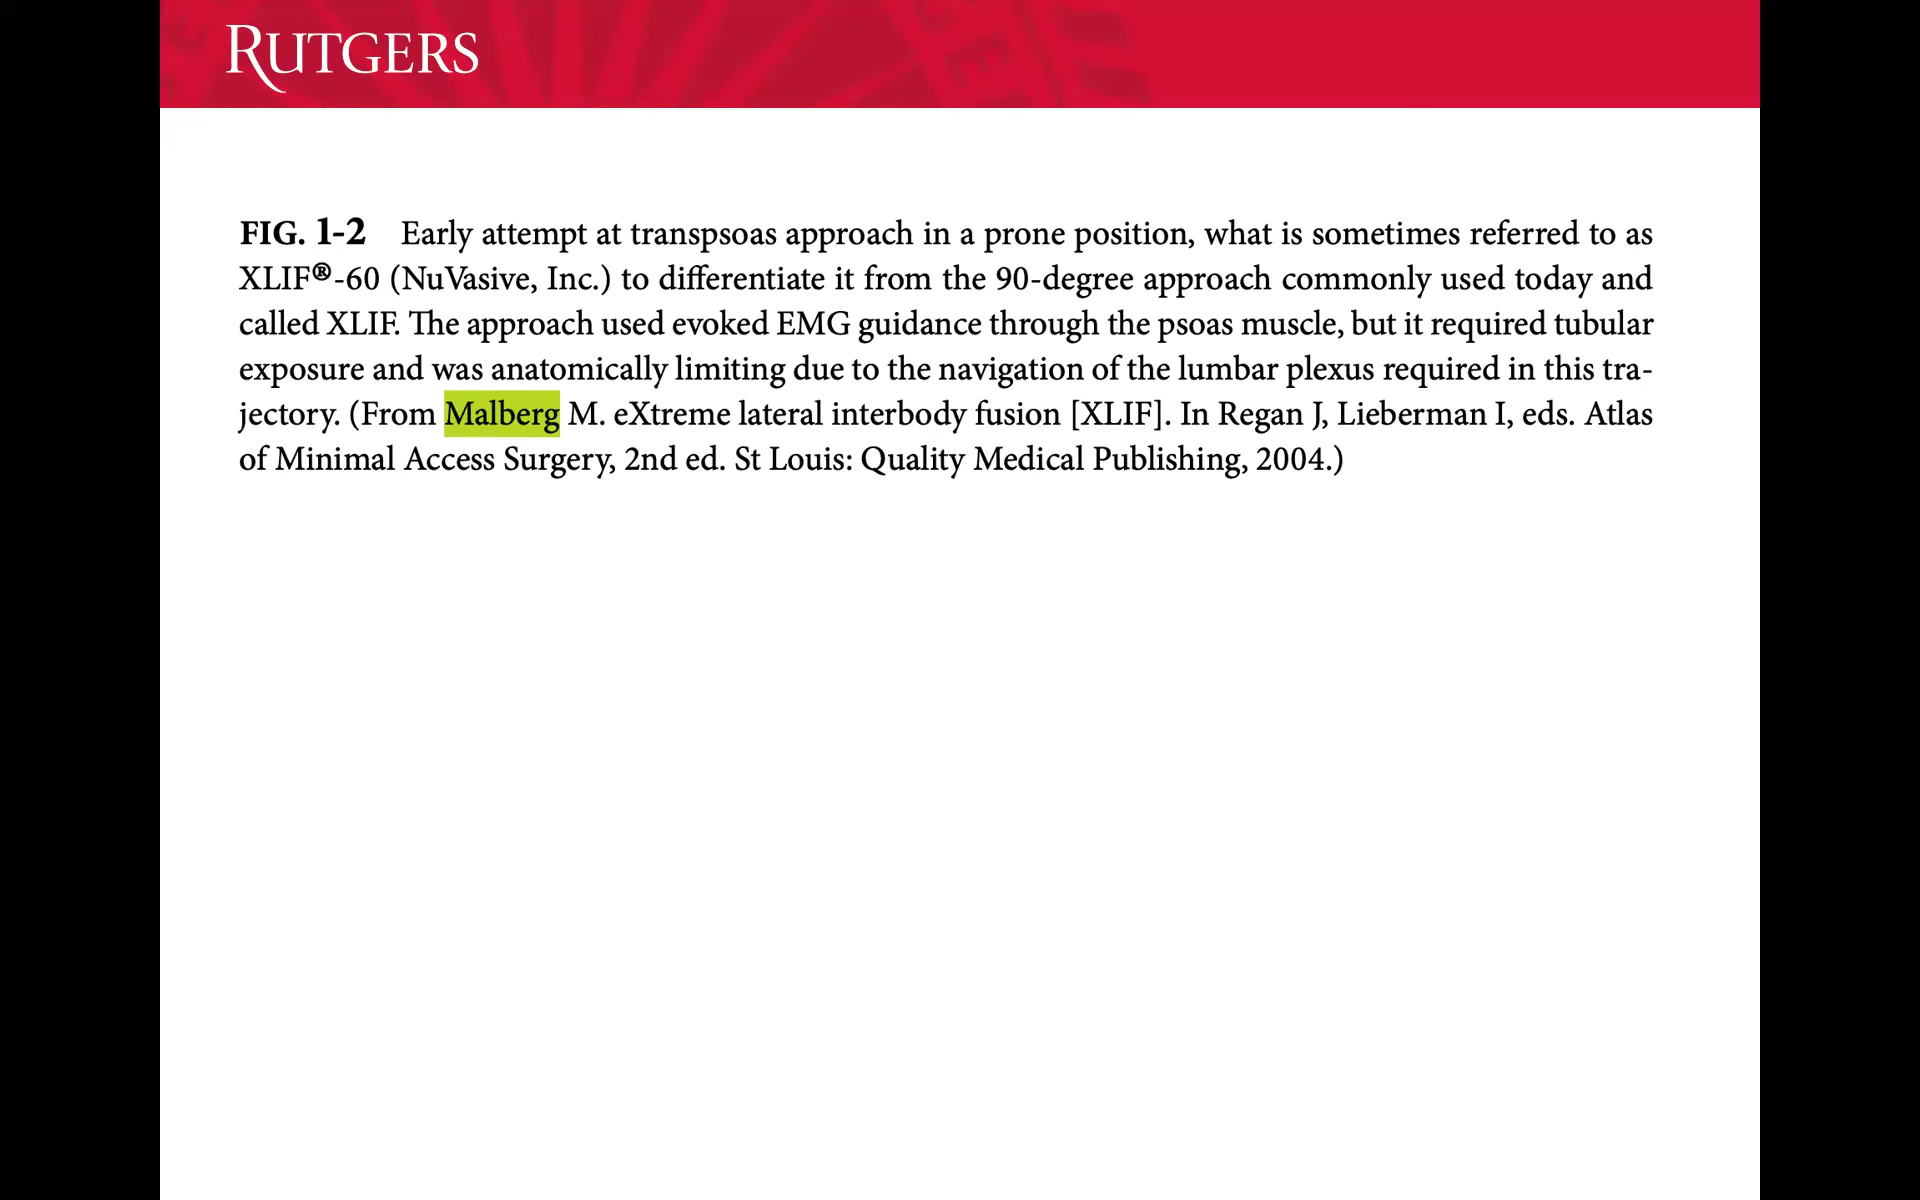 RUTGERS
FIG. 1-2 Early attempt at transpsoas approach in a prone position, what is sometimes referred to as
XLIF®-60 (NuVasive, Inc.) to differentiate it from the 90-degree approach commonly used today and
called XLIF. The approach used evoked EMG guidance through the psoas muscle, but it required tubular
exposure and was anatomically limiting due to the navigation of the lumbar plexus required in this tra-
jectory. (From Malberg M. eXtreme lateral interbody fusion [XLIF]. In Regan J, Lieberman I, eds. Atlas
of Minimal Access Surgery, 2nd ed. St Louis: Quality Medical Publishing, 2004.)